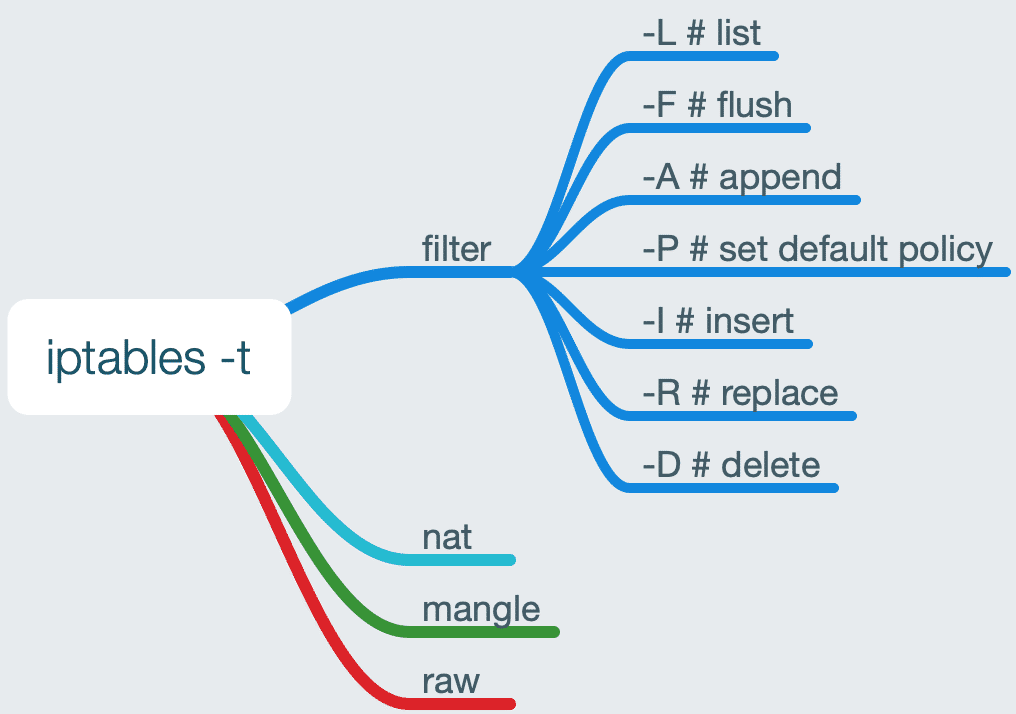 iptables -t
filter
-L # list
-F # flush
-A # append
-P # set default policy
-I # insert
-R # replace
-D # delete
nat
mangle
raw